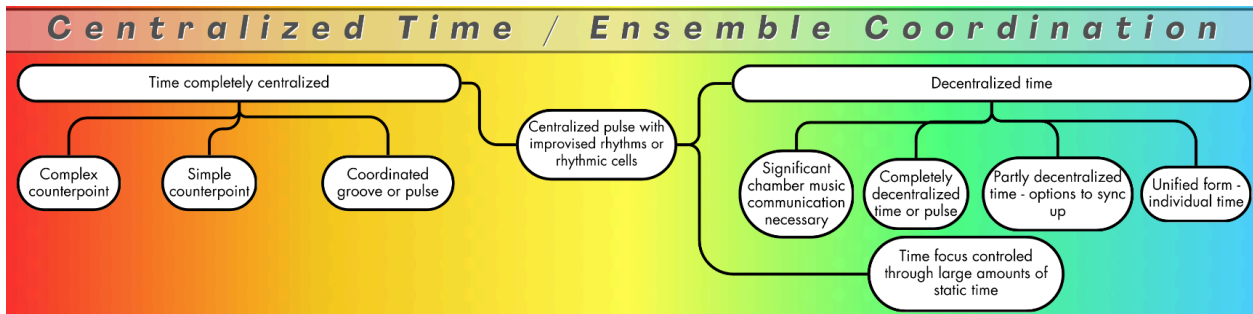 Centralized Time / Ensemble Coordination
Time completely centralized
Decentralized time
Centralized pulse with
improvised rhythms or
rhythmic cells
Complex
counterpoint
Simple
counterpoint
Coordinated
groove or pulse
Significant
chamber music
communication
necessary
Completely
decentralized
time or pulse
Partly decentralized
time - options to sync
up
Unified form -
individual time
Time focus controled
through large amounts of
static time